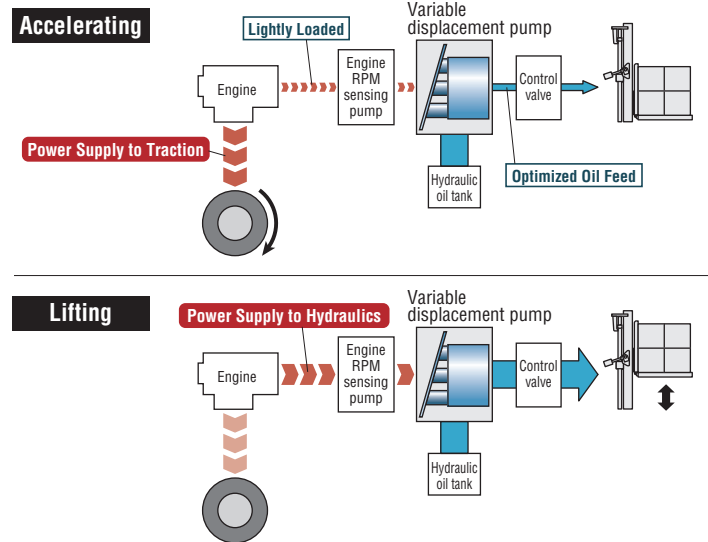 Accelerating
Lightly Loaded
Variable
displacement pump
Engine
Engine
RPM
sensing
pump
Control
valve
Power Supply to Traction
Hydraulic
oil tank
Optimized Oil Feed
Lifting
Power Supply to Hydraulics
Variable
displacement pump
Engine
Engine
RPM
sensing
pump
Control
valve
Hydraulic
oil tank